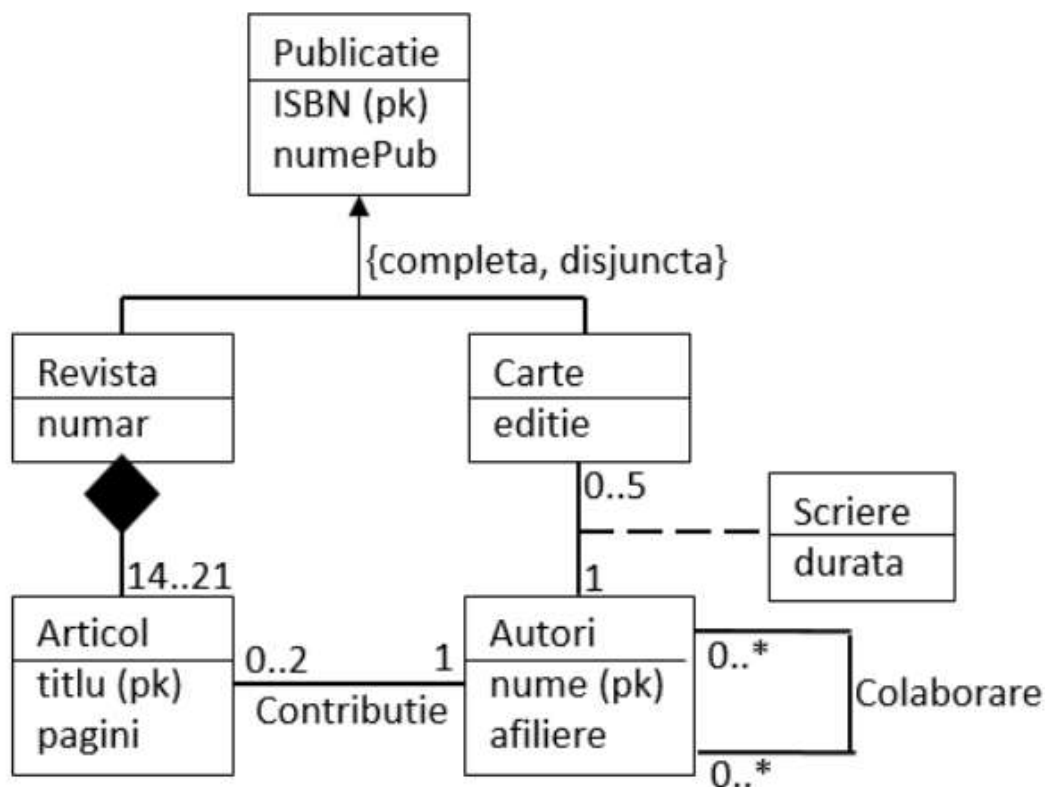 Publicatie
ISBN (pk)
numePub
{completa, disjuncta}
Revista
numar
Carte
editie
0..5
Scriere
durata
14..21
1
Articol
titlu (pk)
pagini
0..2
1
Contributie
Autori
nume (pk)
afiliere
0..*
Colaborare
0..*